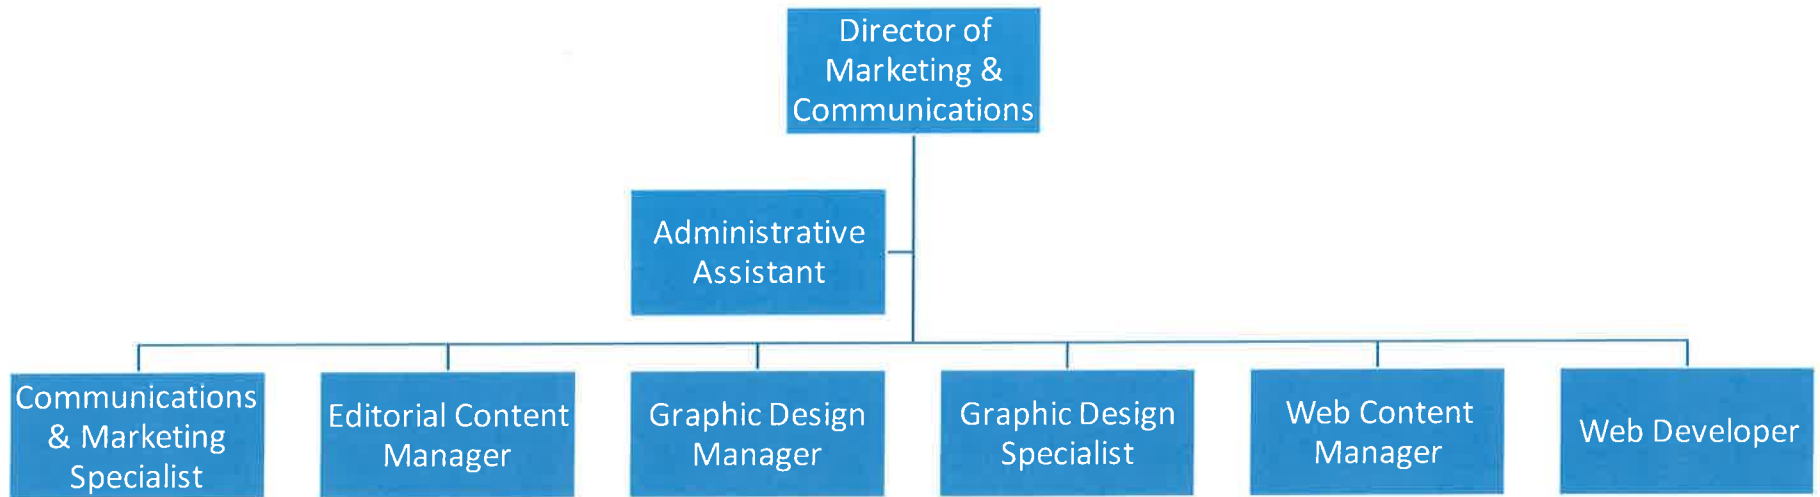 Director of
Marketing &
Communications
Administrative
Assistant
Communications
& Marketing
Specialist
Editorial Content
Manager
Graphic Design
Manager
Graphic Design
Specialist
Web Content
Manager
Web Developer